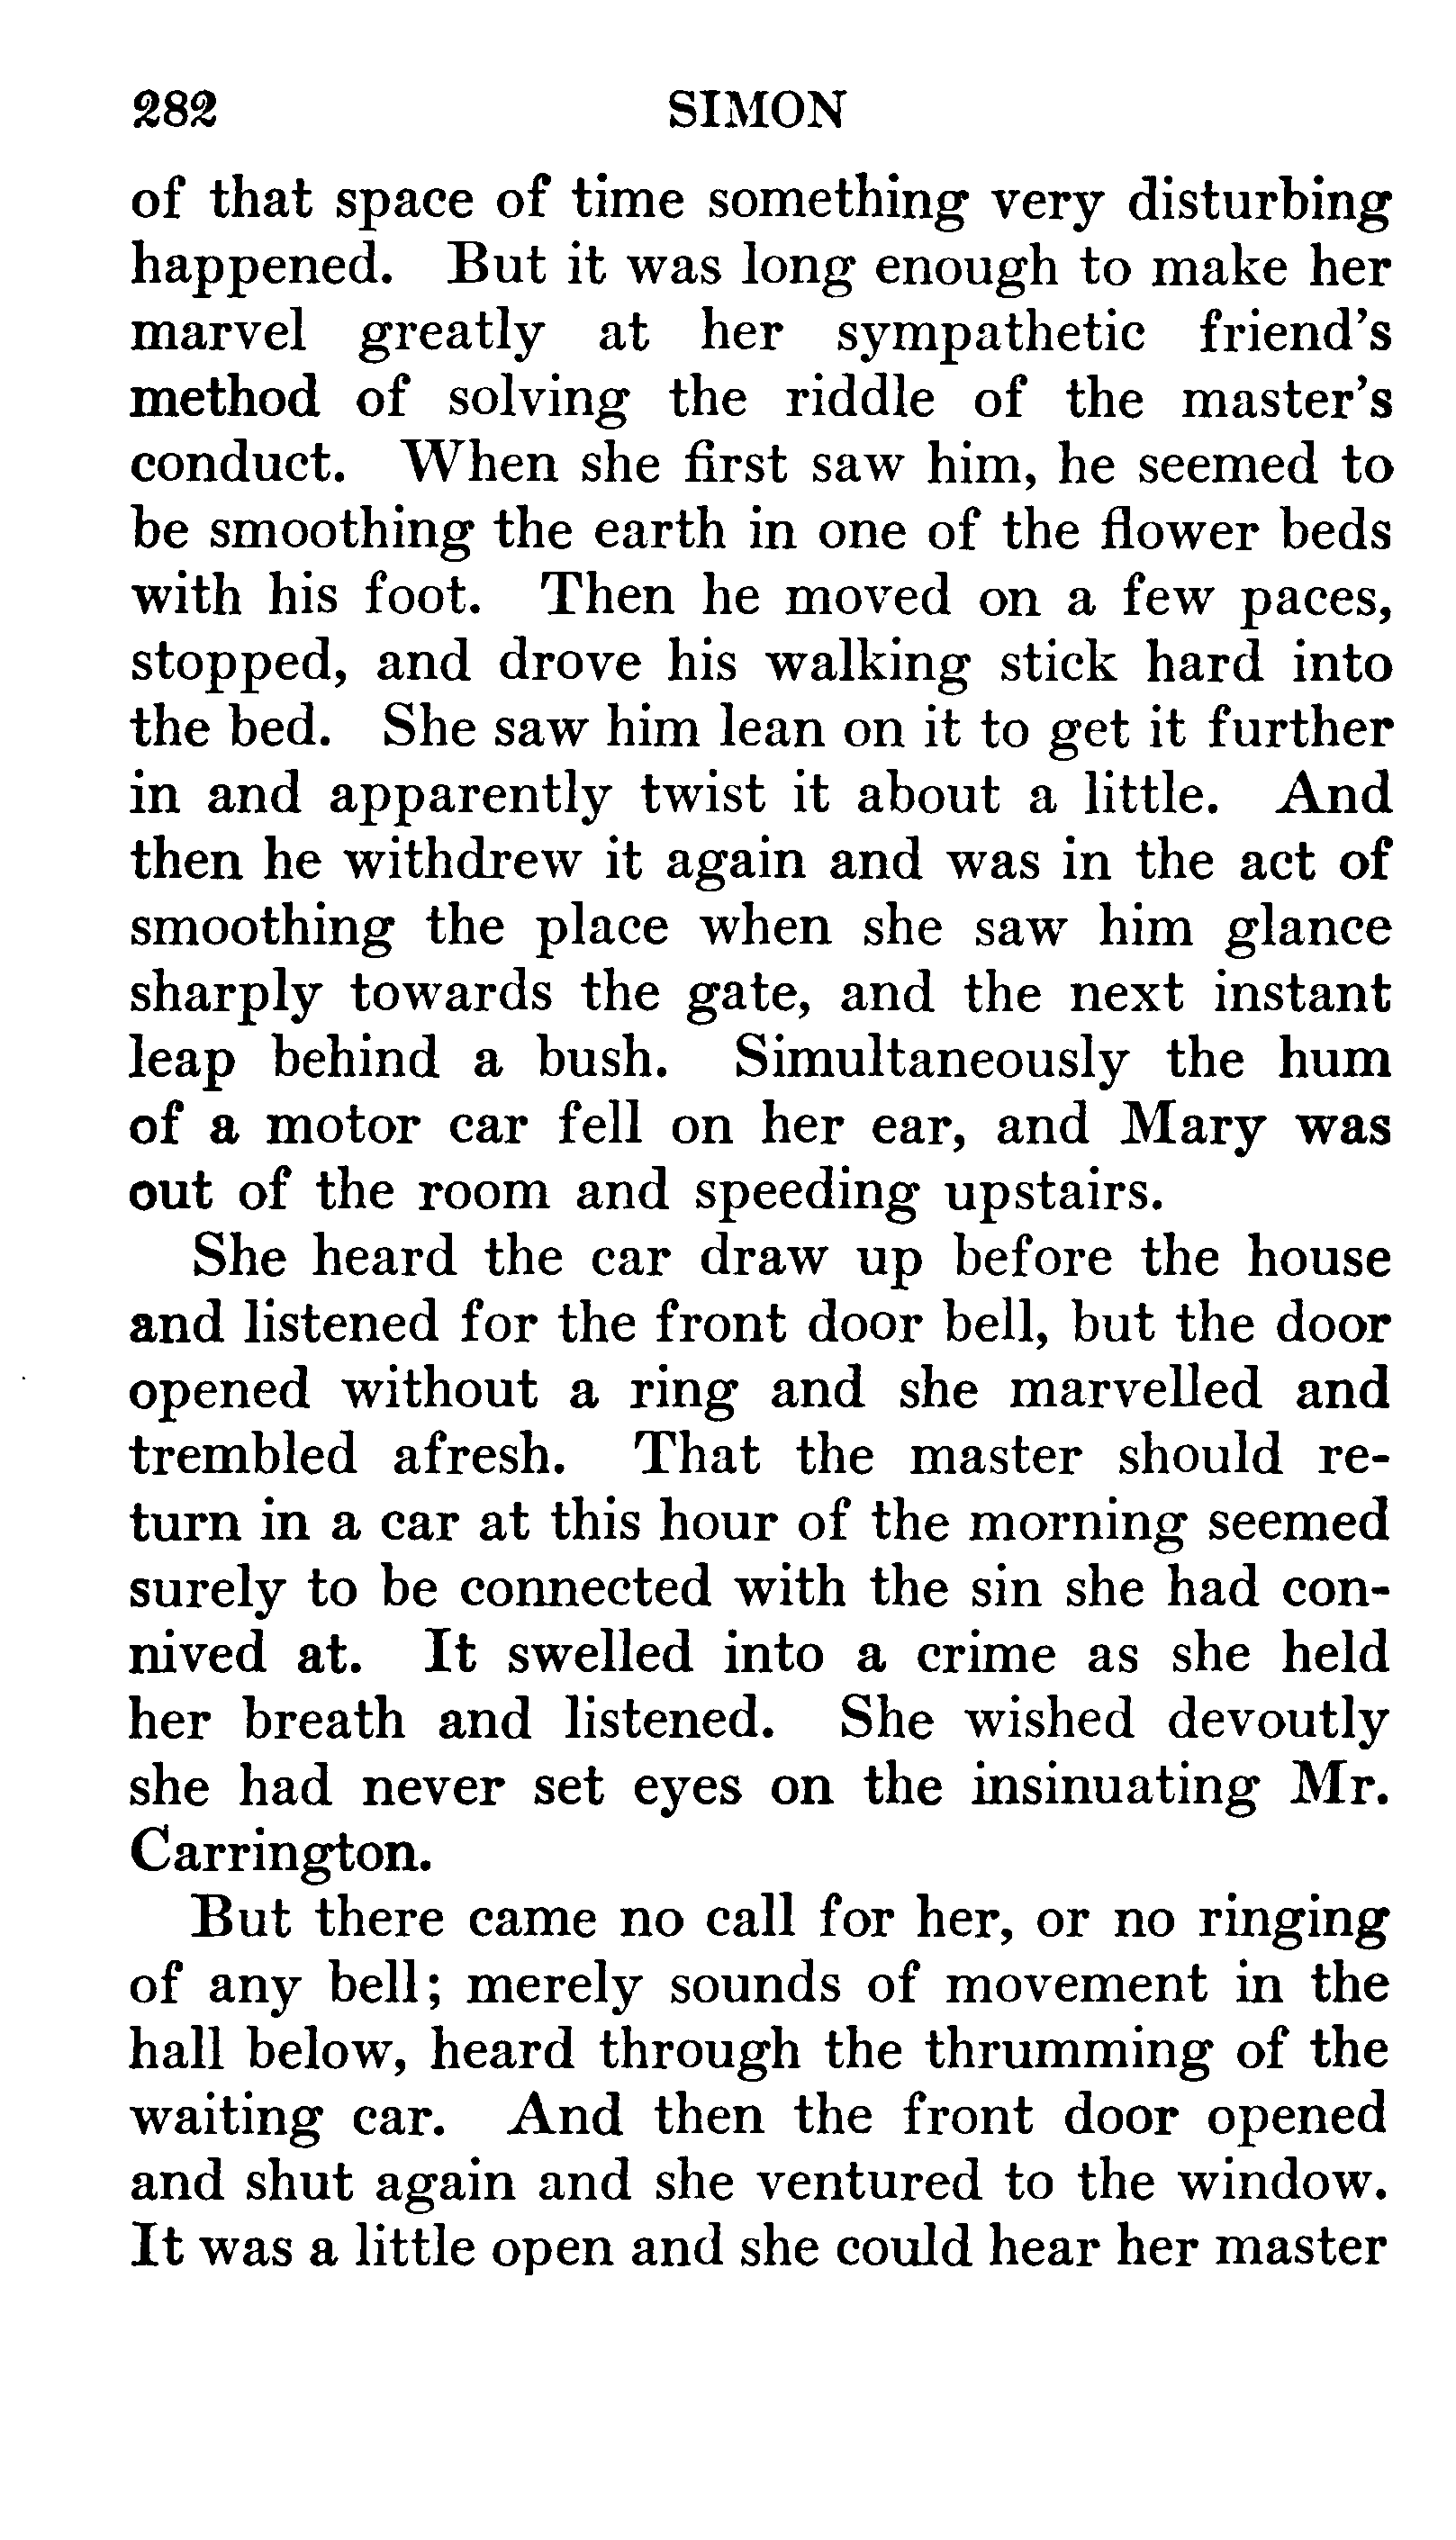 282 SIMON
of that space of time something very disturbing
happened. But it was long enough to make her
marvel greatly at her sympathetic friend's
method of solving the riddle of the master's
conduct. When she first saw him, he seemed to
be smoothing the earth in one of the flower beds
with his foot. Then he moved on a few paces,
stopped, and drove his walking stick hard into
the bed. She saw him lean on it to get it further
in and apparently twist it about a little. And
then he withdrew it again and was in the act of
smoothing the place when she saw him glance
sharply towards the gate, and the next instant
leap behind a bush. Simultaneously the hum
of a motor car fell on her ear, and Mary was
out of the room and speeding upstairs.
She heard the car draw up before the house
and listened for the front door bell, but the door
opened without a ring and she marvelled and
trembled afresh. That the master should re-
turn in a car at this hour of the morning seemed
surely to be connected with the sin she had con-
nived at. It swelled into a crime as she held
her breath and listened. She wished devoutly
she had never set eyes on the insinuating Mr.
Carrington.
But there came no call for her, or no ringing
of any bell; merely sounds of movement in the
hall below, heard through the thrumming of the
waiting car. And then the front door opened
and shut again and she ventured to the window.
It was a little open and she could hear her master